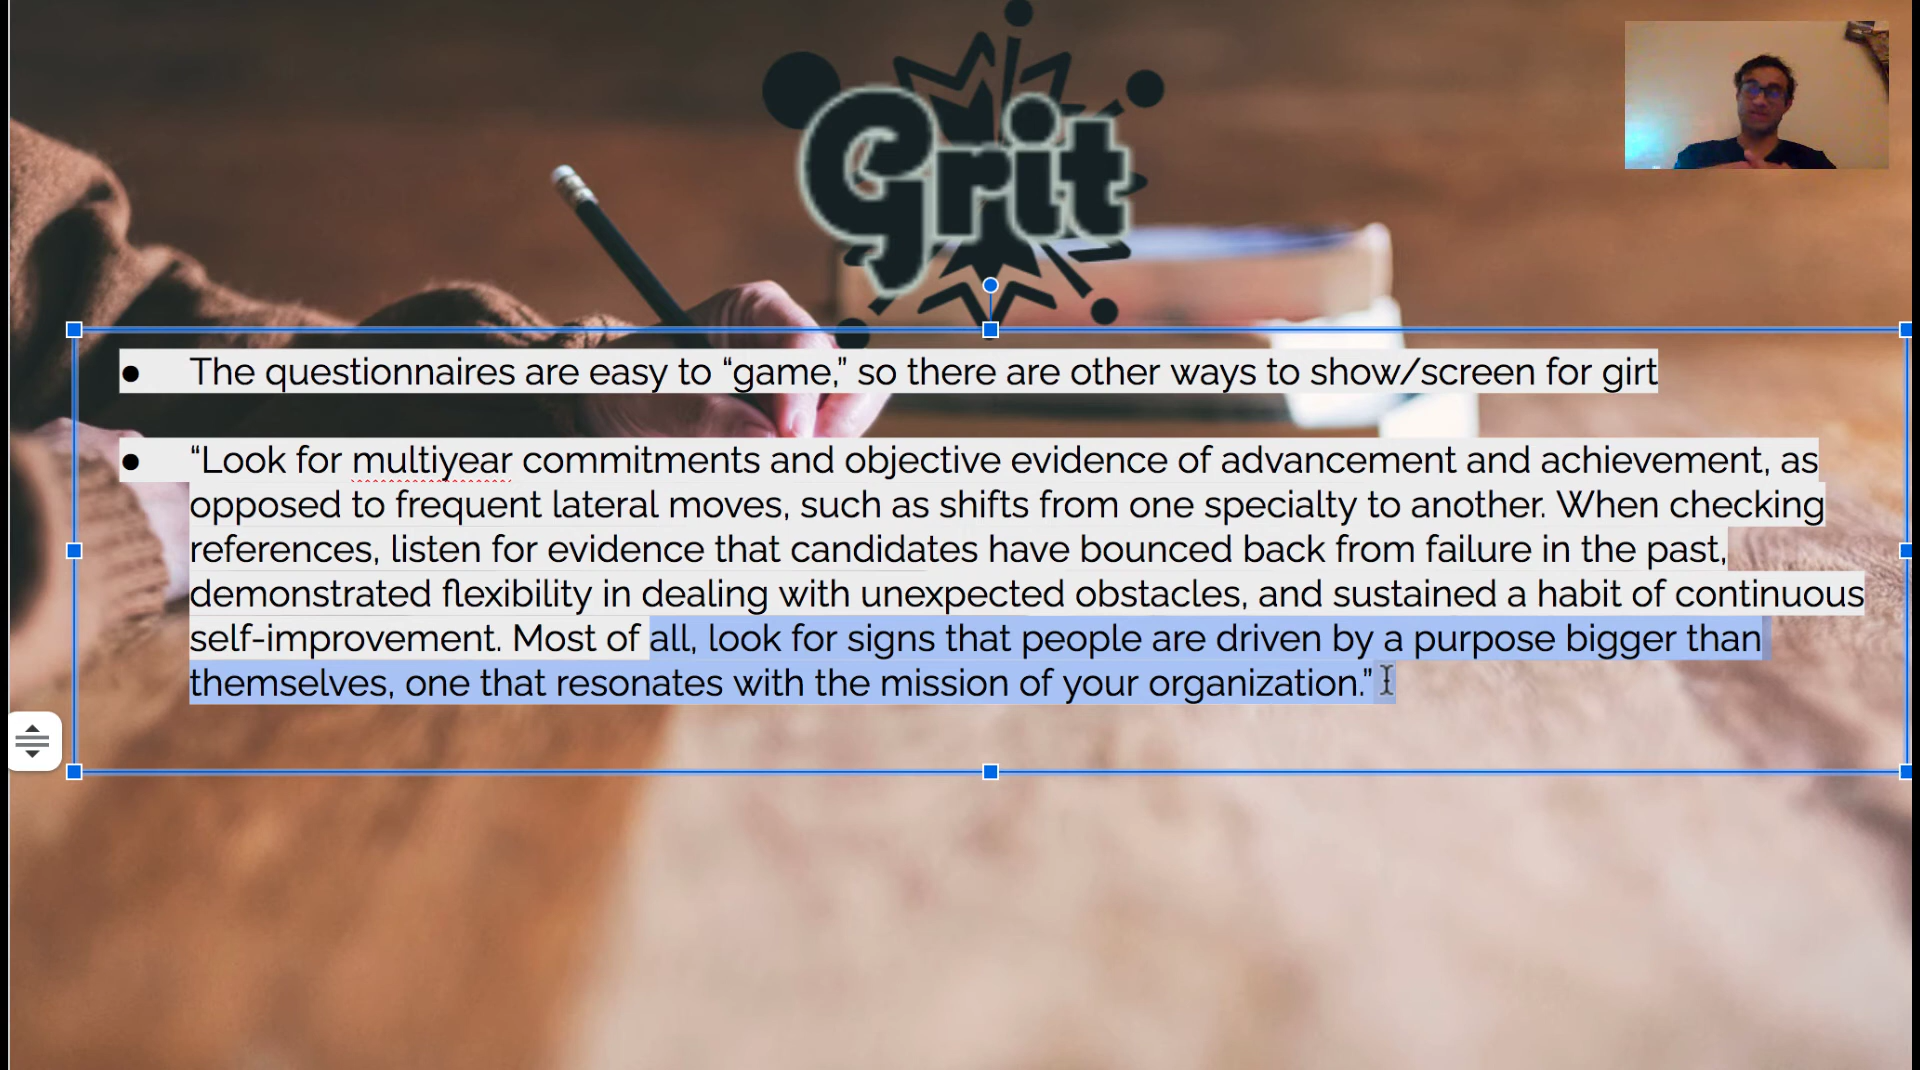 Grit
● The questionnaires are easy to “game,” so there are other ways to show/screen for girt
● “Look for multiyear commitments and objective evidence of advancement and achievement, as
opposed to frequent lateral moves, such as shifts from one specialty to another. When checking
references, listen for evidence that candidates have bounced back from failure in the past,
demonstrated flexibility in dealing with unexpected obstacles, and sustained a habit of continuous
self-improvement. Most of all, look for signs that people are driven by a purpose bigger than
themselves, one that resonates with the mission of your organization.”